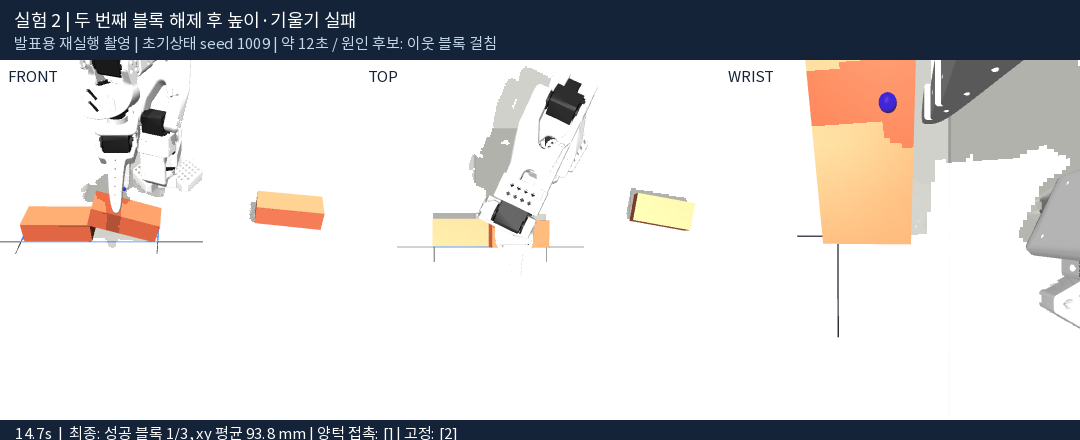 실험 2 | 두 번째 블록 해제 후 높이·기울기 실패
발표용 재실행 촬영 | 초기상태 seed 1009 | 약 12초 / 원인 후보: 이웃 블록 걸침
FRONT
TOP
WRIST
14.7s | 최종: 성공 블록 1/3, xy 평균 93.8 mm | 양턱 접촉: [] | 고정: [2]